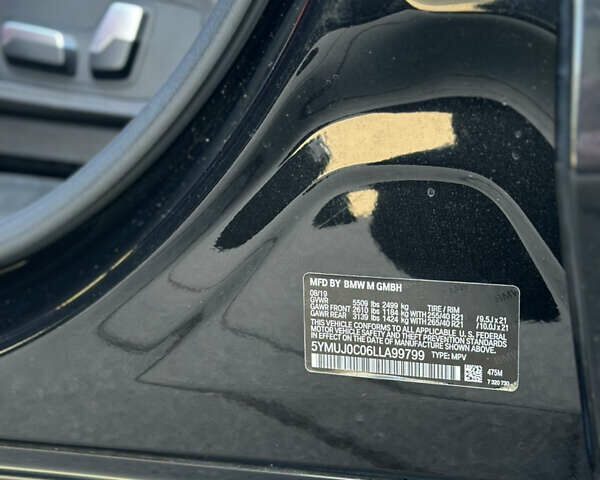 MFD BY BMW M GMBH
08/19
GVWR 5509 lbs 2499 kg TIRE / RIM
GAWR FRONT 2610 lbs 1184 kg WITH 255/40 R21 /9.5J x 21
GAWR REAR 3139 lbs 1424 kg WITH 265/40 R21 /10.0J x 21
THIS VEHICLE CONFORMS TO ALL APPLICABLE U.S. FEDERAL
MOTOR VEHICLE SAFETY AND THEFT PREVENTION STANDARDS
IN EFFECT ON THE DATE OF MANUFACTURE SHOWN ABOVE.
5YMUJ0C06LLA99799 TYPE: MPV
475M
7 320 730